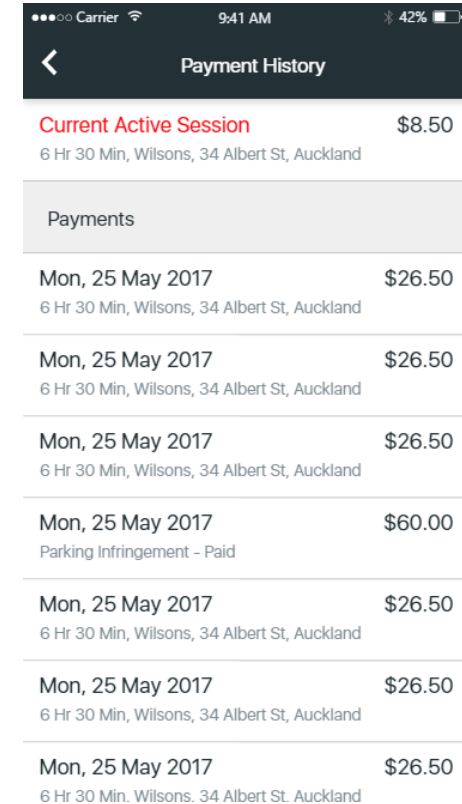 ●●●○○ Carrier 9:41 AM 42%
Payment History
Current Active Session $8.50
6 Hr 30 Min, Wilsons, 34 Albert St, Auckland
Payments
Mon, 25 May 2017 $26.50
6 Hr 30 Min, Wilsons, 34 Albert St, Auckland
Mon, 25 May 2017 $26.50
6 Hr 30 Min, Wilsons, 34 Albert St, Auckland
Mon, 25 May 2017 $26.50
6 Hr 30 Min, Wilsons, 34 Albert St, Auckland
Mon, 25 May 2017 $60.00
Parking Infringement - Paid
Mon, 25 May 2017 $26.50
6 Hr 30 Min, Wilsons, 34 Albert St, Auckland
Mon, 25 May 2017 $26.50
6 Hr 30 Min, Wilsons, 34 Albert St, Auckland
Mon, 25 May 2017 $26.50
6 Hr 30 Min, Wilsons, 34 Albert St, Auckland